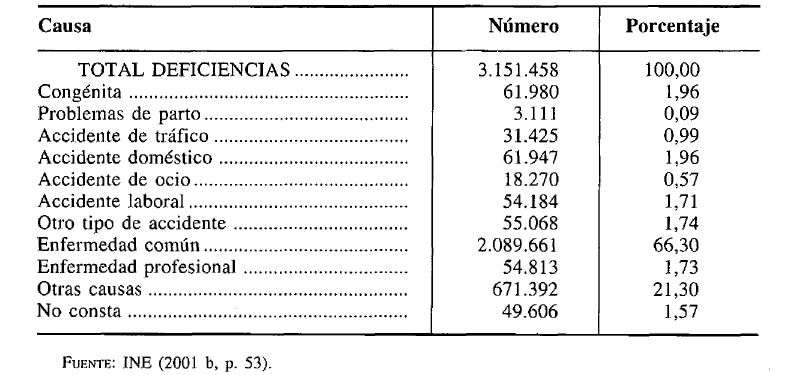 Causa Número Porcentaje
TOTAL DEFICIENCIAS ....................... 3.151.458 100,00
Congénita ......................................................... 61.980 1,96
Problemas de parto .......................................... 3.111 0,09
Accidente de tráfico ........................................ 31.425 0,99
Accidente doméstico ....................................... 61.947 1,96
Accidente de ocio ............................................ 18.270 0,57
Accidente laboral ............................................. 54.184 1,71
Otro tipo de accidente .................................... 55.068 1,74
Enfermedad común .......................................... 2.089.661 66,30
Enfermedad profesional .................................. 54.813 1,73
Otras causas ..................................................... 671.392 21,30
No consta ......................................................... 49.606 1,57
FUENTE: INE (2001 b, p. 53).